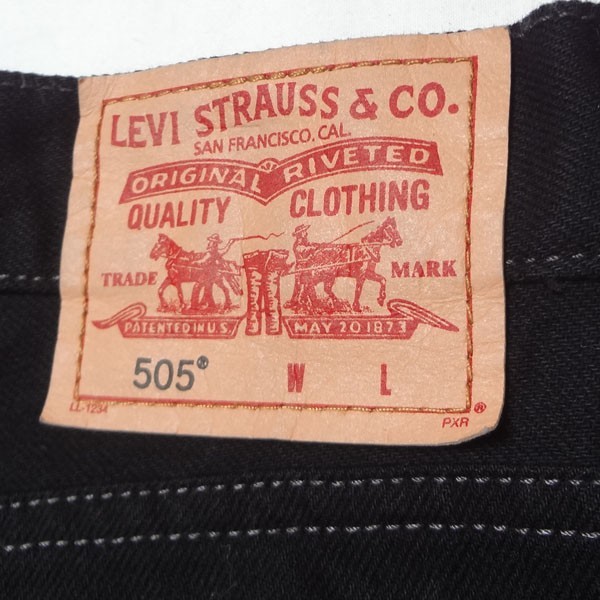 LEVI STRAUSS & CO.
SAN FRANCISCO, CAL.
ORIGINAL RIVETED
QUALITY CLOTHING
TRADE MARK
PATENTED IN U.S. MAY 20 1873
505® W L
LL-1234 PXR ®